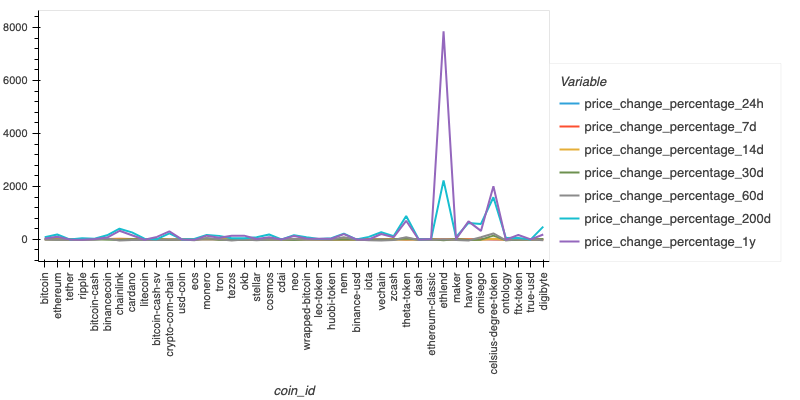 8000
6000
4000
2000
0
bitcoin
ethereum
tether
ripple
bitcoin-cash
binancecoin
chainlink
cardano
litecoin
bitcoin-cash-sv
crypto-com-chain
usd-coin
eos
monero
tron
tezos
okb
stellar
cosmos
cdai
neo
wrapped-bitcoin
leo-token
huobi-token
nem
binance-usd
iota
vechain
zcash
theta-token
dash
ethereum-classic
ethlend
maker
havven
omisego
celsius-degree-token
ontology
ftx-token
true-usd
digibyte
coin_id
Variable
price_change_percentage_24h
price_change_percentage_7d
price_change_percentage_14d
price_change_percentage_30d
price_change_percentage_60d
price_change_percentage_200d
price_change_percentage_1y